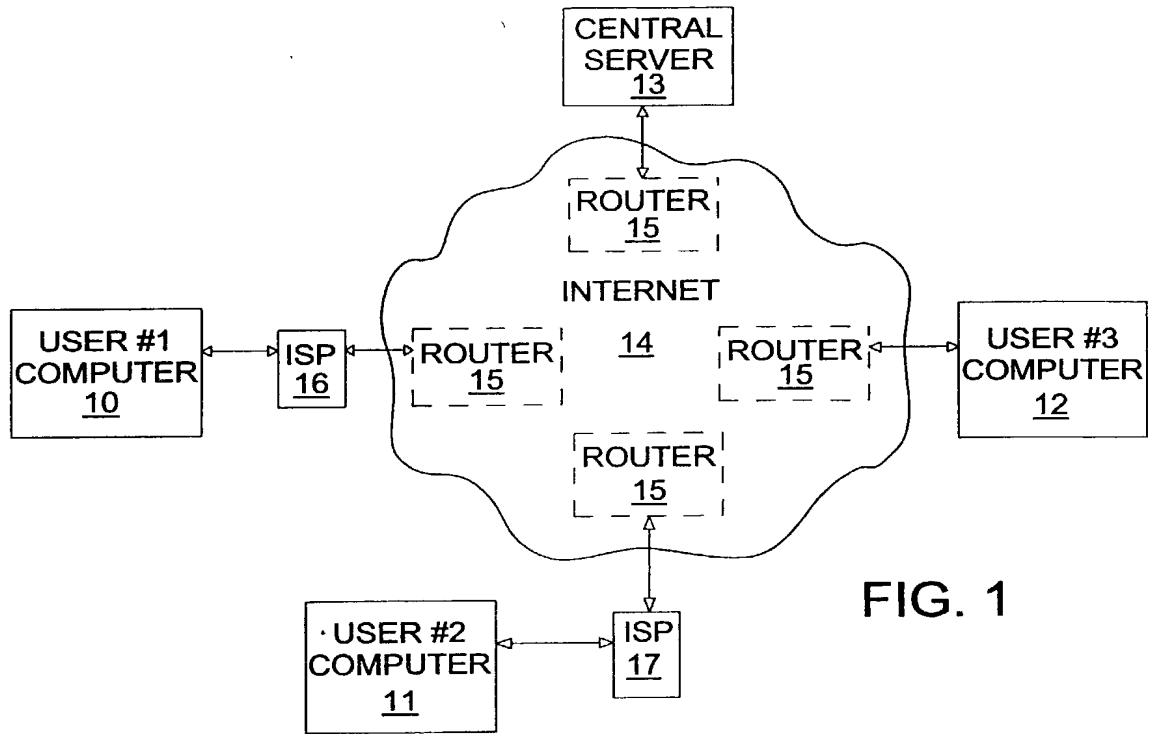 CENTRAL
SERVER
13
ROUTER
15
INTERNET
14
USER #1
COMPUTER
10
ISP
16
ROUTER
15
ROUTER
15
USER #3
COMPUTER
12
ROUTER
15
USER #2
COMPUTER
11
ISP
17
FIG. 1